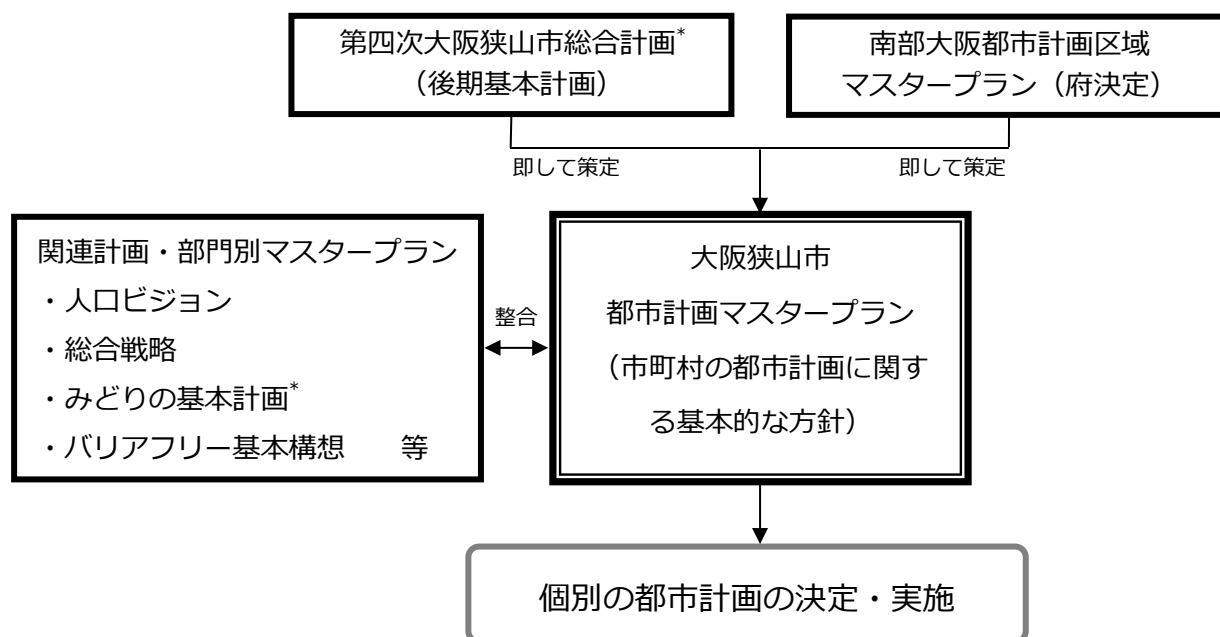 第四次大阪狭山市総合計画*
（後期基本計画）
南部大阪都市計画区域
マスタープラン（府決定）
即して策定
即して策定
関連計画・部門別マスタープラン
・人口ビジョン
・総合戦略
・みどりの基本計画*
・バリアフリー基本構想　　等
整合
大阪狭山市
都市計画マスタープラン
（市町村の都市計画に関す
る基本的な方針）
個別の都市計画の決定・実施